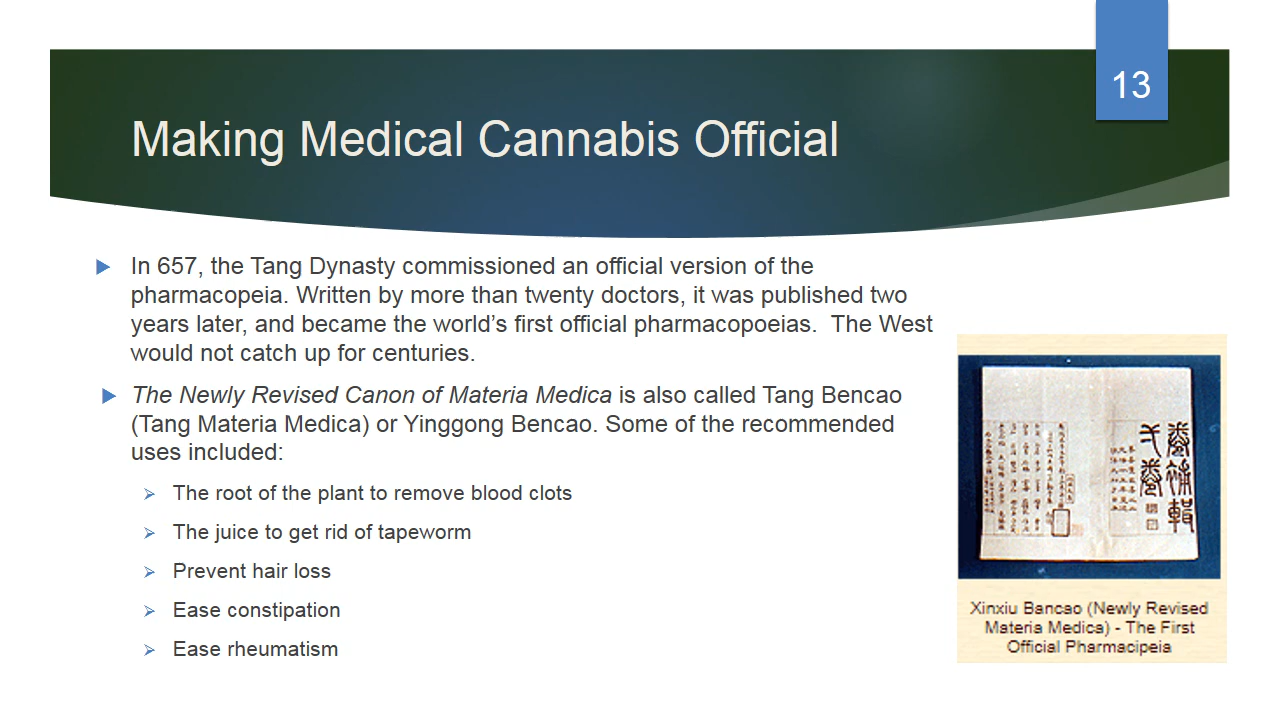 13
Making Medical Cannabis Official
In 657, the Tang Dynasty commissioned an official version of the
pharmacopeia. Written by more than twenty doctors, it was published two
years later, and became the world’s first official pharmacopoeias.  The West
would not catch up for centuries.
The Newly Revised Canon of Materia Medica is also called Tang Bencao
(Tang Materia Medica) or Yinggong Bencao. Some of the recommended
uses included:
The root of the plant to remove blood clots
The juice to get rid of tapeworm
Prevent hair loss
Ease constipation
Ease rheumatism
Xinxiu Bancao (Newly Revised
Materia Medica) - The First
Official Pharmacipeia